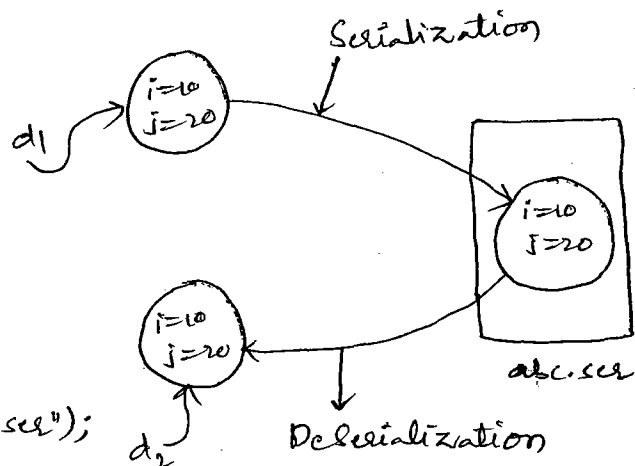 Serialization
i=10
j=20
d1
i=10
j=20
i=10
j=20
abc.ser
ser");
d2
DeSerialization